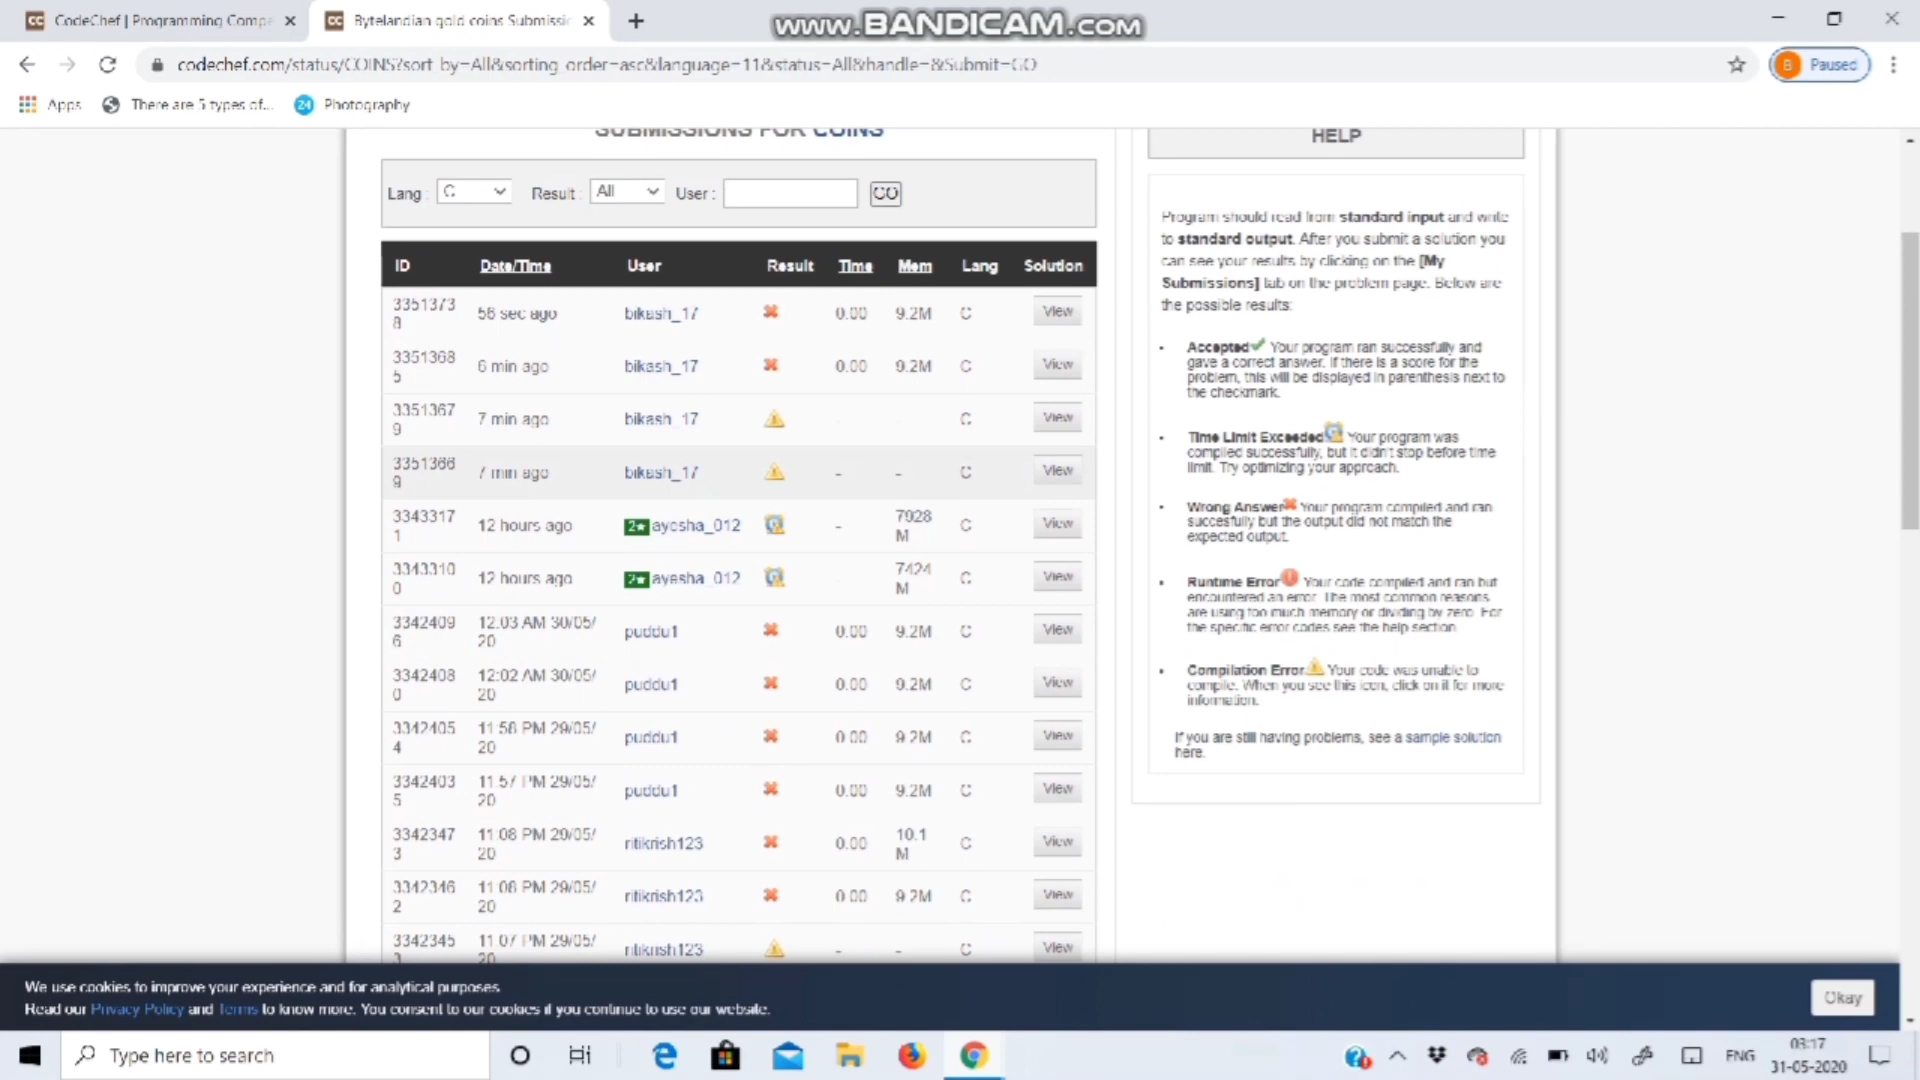 CodeChef | Programming Compe
Bytelandian gold coins Submissi
www.BANDICAM.com
codechef.com/status/COINS?sort_by=All&sorting_order=asc&language=11&status=All&handle=&Submit=GO
Paused
Apps
There are 5 types of...
Photography
SUBMISSIONS FOR COINS
Lang : C
Result : All
User :
GO
ID Date/Time User Result Time Mem Lang Solution
3351373
8 56 sec ago bikash_17 0.00 9.2M C View
3351368
5 6 min ago bikash_17 0.00 9.2M C View
3351367
9 7 min ago bikash_17 - - C View
3351366
9 7 min ago bikash_17 - - C View
3343317
1 12 hours ago 2★ ayesha_012 - 7928
M C View
3343310
0 12 hours ago 2★ ayesha_012 - 7424
M C View
3342409
6 12:03 AM 30/05/
20 puddu1 0.00 9.2M C View
3342408
0 12:02 AM 30/05/
20 puddu1 0.00 9.2M C View
3342405
4 11:58 PM 29/05/
20 puddu1 0.00 9.2M C View
3342403
5 11:57 PM 29/05/
20 puddu1 0.00 9.2M C View
3342347
3 11:08 PM 29/05/
20 ritikrish123 0.00 10.1
M C View
3342346
2 11:08 PM 29/05/
20 ritikrish123 0.00 9.2M C View
3342345
3 11:07 PM 29/05/
20 ritikrish123 - - C View
HELP
Program should read from standard input and write
to standard output. After you submit a solution you
can see your results by clicking on the [My
Submissions] tab on the problem page. Below are
the possible results:
Accepted Your program ran successfully and
gave a correct answer. If there is a score for the
problem, this will be displayed in parenthesis next to
the checkmark.
Time Limit Exceeded Your program was
compiled successfully, but it didn't stop before time
limit. Try optimizing your approach.
Wrong Answer Your program compiled and ran
succesfully but the output did not match the
expected output.
Runtime Error Your code compiled and ran but
encountered an error. The most common reasons
are using too much memory or dividing by zero. For
the specific error codes see the help section.
Compilation Error Your code was unable to
compile. When you see this icon, click on it for more
information.
If you are still having problems, see a sample solution
here.
We use cookies to improve your experience and for analytical purposes.
Read our Privacy Policy and Terms to know more. You consent to our cookies if you continue to use our website.
Okay
Type here to search
ENG
03:17
31-05-2020